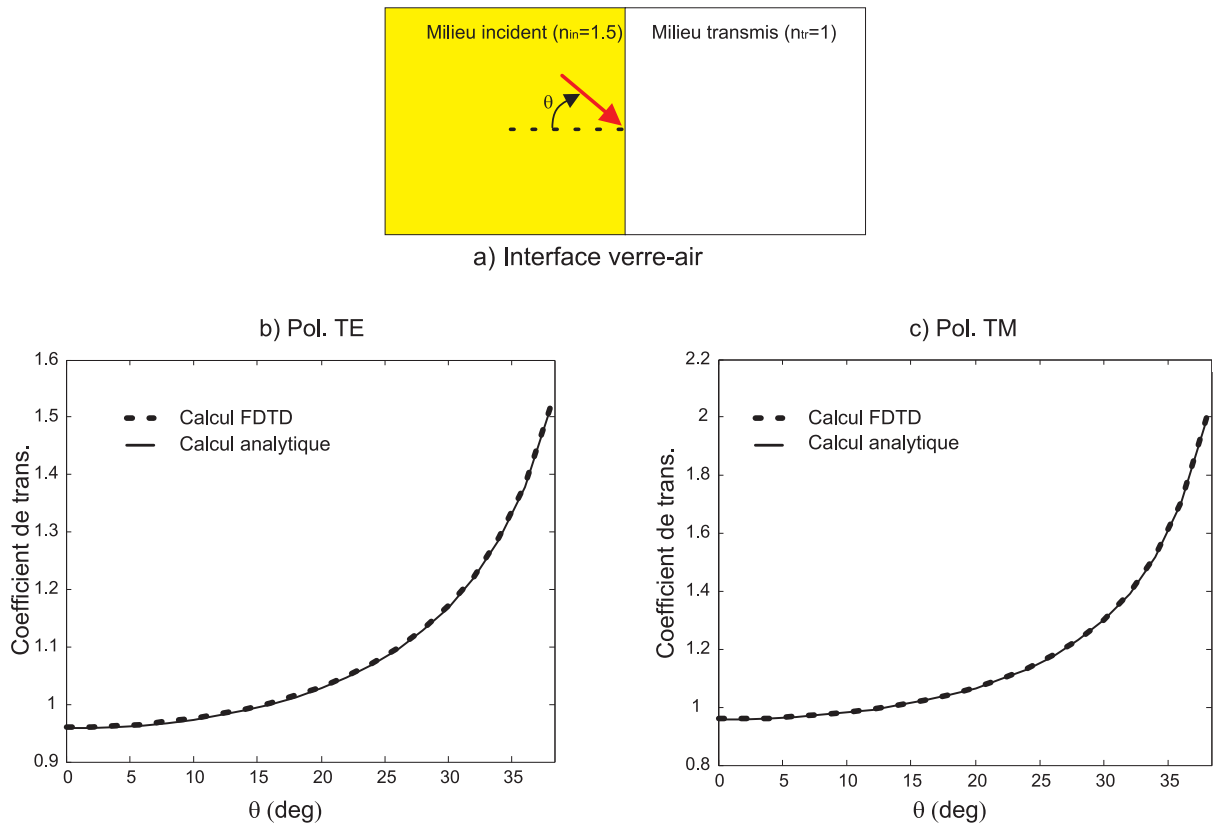 Milieu incident (nin=1.5) Milieu transmis (ntr=1)
θ
a) Interface verre-air
b) Pol. TE
1.6
1.5
1.4
1.3
1.2
1.1
1
0.9
Coefficient de trans.
Calcul FDTD
Calcul analytique
0 5 10 15 20 25 30 35
θ (deg)
c) Pol. TM
2.2
2
1.8
1.6
1.4
1.2
1
0.8
Coefficient de trans.
Calcul FDTD
Calcul analytique
0 5 10 15 20 25 30 35
θ (deg)